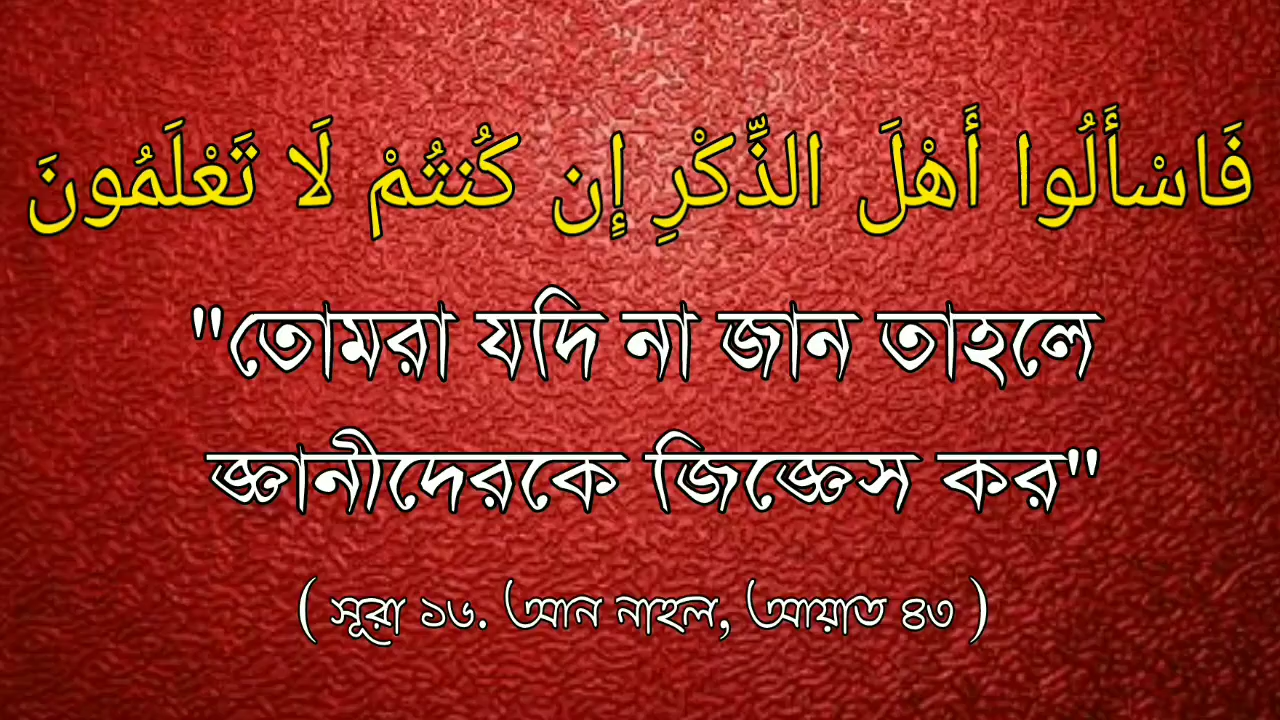 فَاسْأَلُوا أَهْلَ الذِّكْرِ إِن كُنتُمْ لَا تَعْلَمُونَ
"তোমরা যদি না জান তাহলে
জ্ঞানীদেরকে জিজ্ঞেস কর"
( সূরা ১৬. আন নাহল, আয়াত ৪৩ )